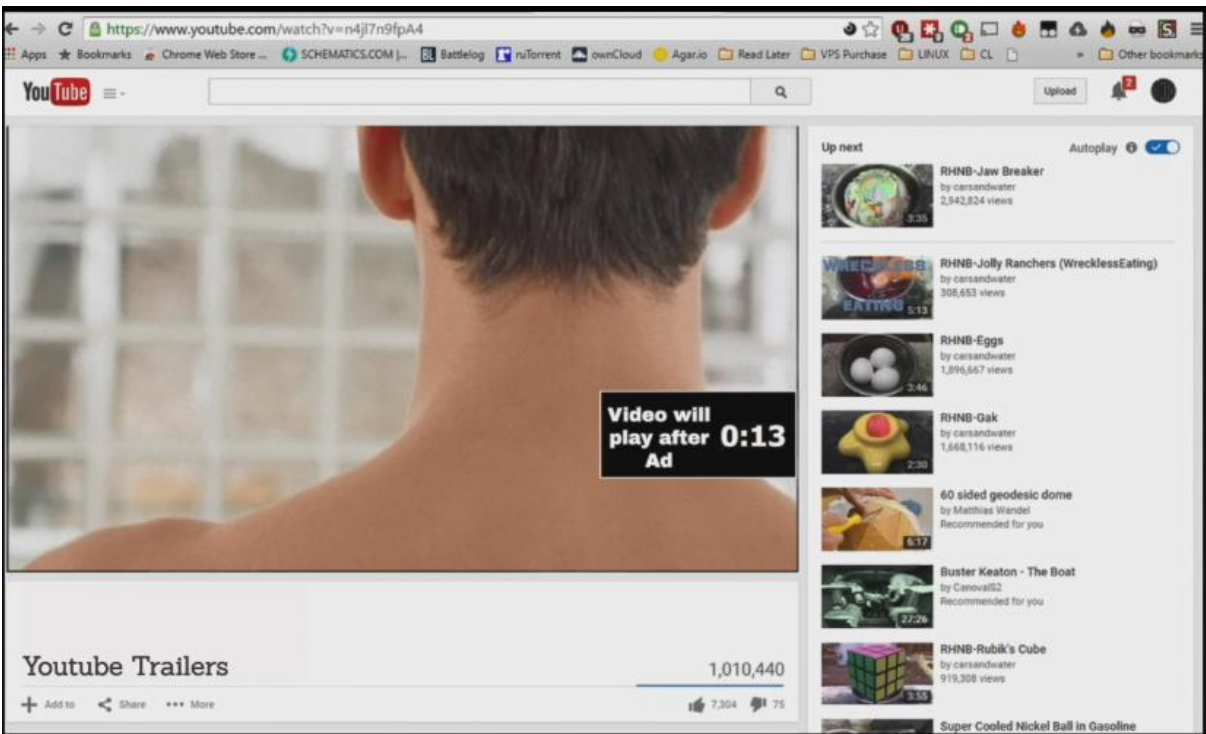 https://www.youtube.com/watch?v=n4jl7n9fpA4
Apps Bookmarks Chrome Web Store ... SCHEMATICS.COM |... Battlelog ruTorrent ownCloud Agar.io Read Later VPS Purchase LINUX CL » Other bookmarks
YouTube
Upload
2
Up next
Autoplay
RHNB-Jaw Breaker
by carsandwater
2,942,824 views
3:35
RHNB-Jolly Ranchers (WrecklessEating)
by carsandwater
308,653 views
WRECKLESS
EATING
5:13
RHNB-Eggs
by carsandwater
1,896,667 views
3:46
RHNB-Gak
by carsandwater
1,668,116 views
2:30
60 sided geodesic dome
by Matthias Wandel
Recommended for you
6:17
Buster Keaton - The Boat
by Canoval52
Recommended for you
27:26
RHNB-Rubik's Cube
by carsandwater
919,308 views
3:55
Super Cooled Nickel Ball in Gasoline
Video will
play after 0:13
Ad
Youtube Trailers
1,010,440
Add to Share More
7,304 75